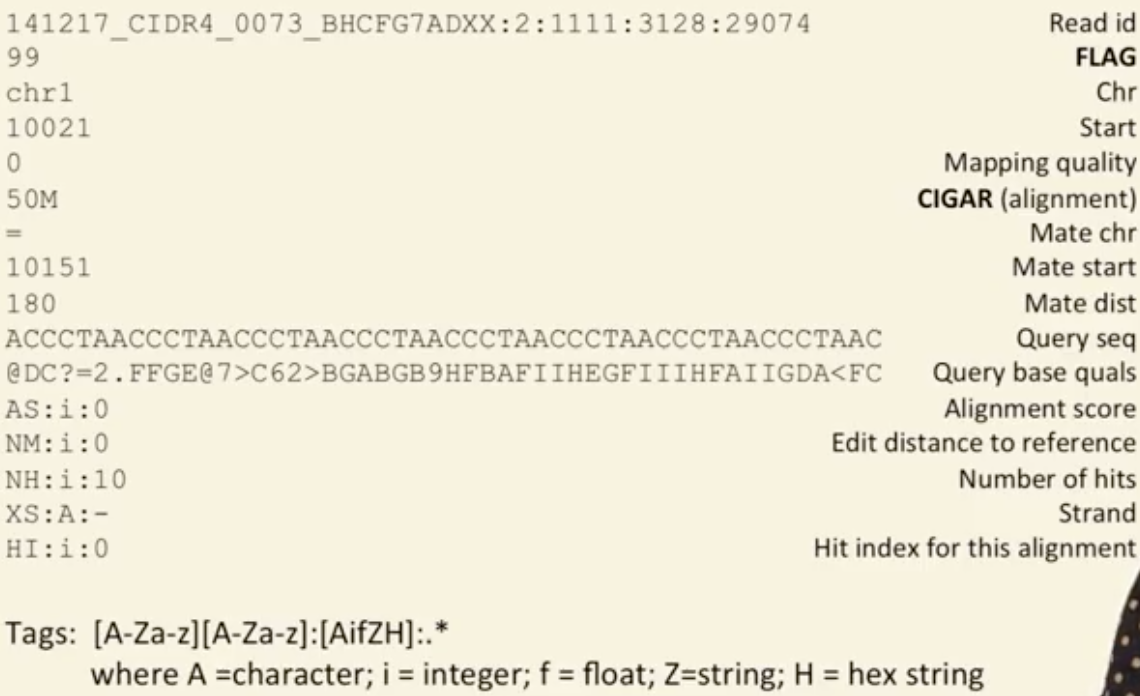 141217_CIDR4_0073_BHCFG7ADXX:2:1111:3128:29074 Read id
99 FLAG
chr1 Chr
10021 Start
0 Mapping quality
50M CIGAR (alignment)
= Mate chr
10151 Mate start
180 Mate dist
ACCCTAACCCTAACCCTAACCCTAACCCTAACCCTAACCCTAACCCTAAC Query seq
@DC?=2.FFGE@7>C62>BGABGB9HFBAFIIHEGFIIIHFAIIGDA<FC Query base quals
AS:i:0 Alignment score
NM:i:0 Edit distance to reference
NH:i:10 Number of hits
XS:A:- Strand
HI:i:0 Hit index for this alignment
Tags: [A-Za-z][A-Za-z]:[AifZH]:.*
where A =character; i = integer; f = float; Z=string; H = hex string